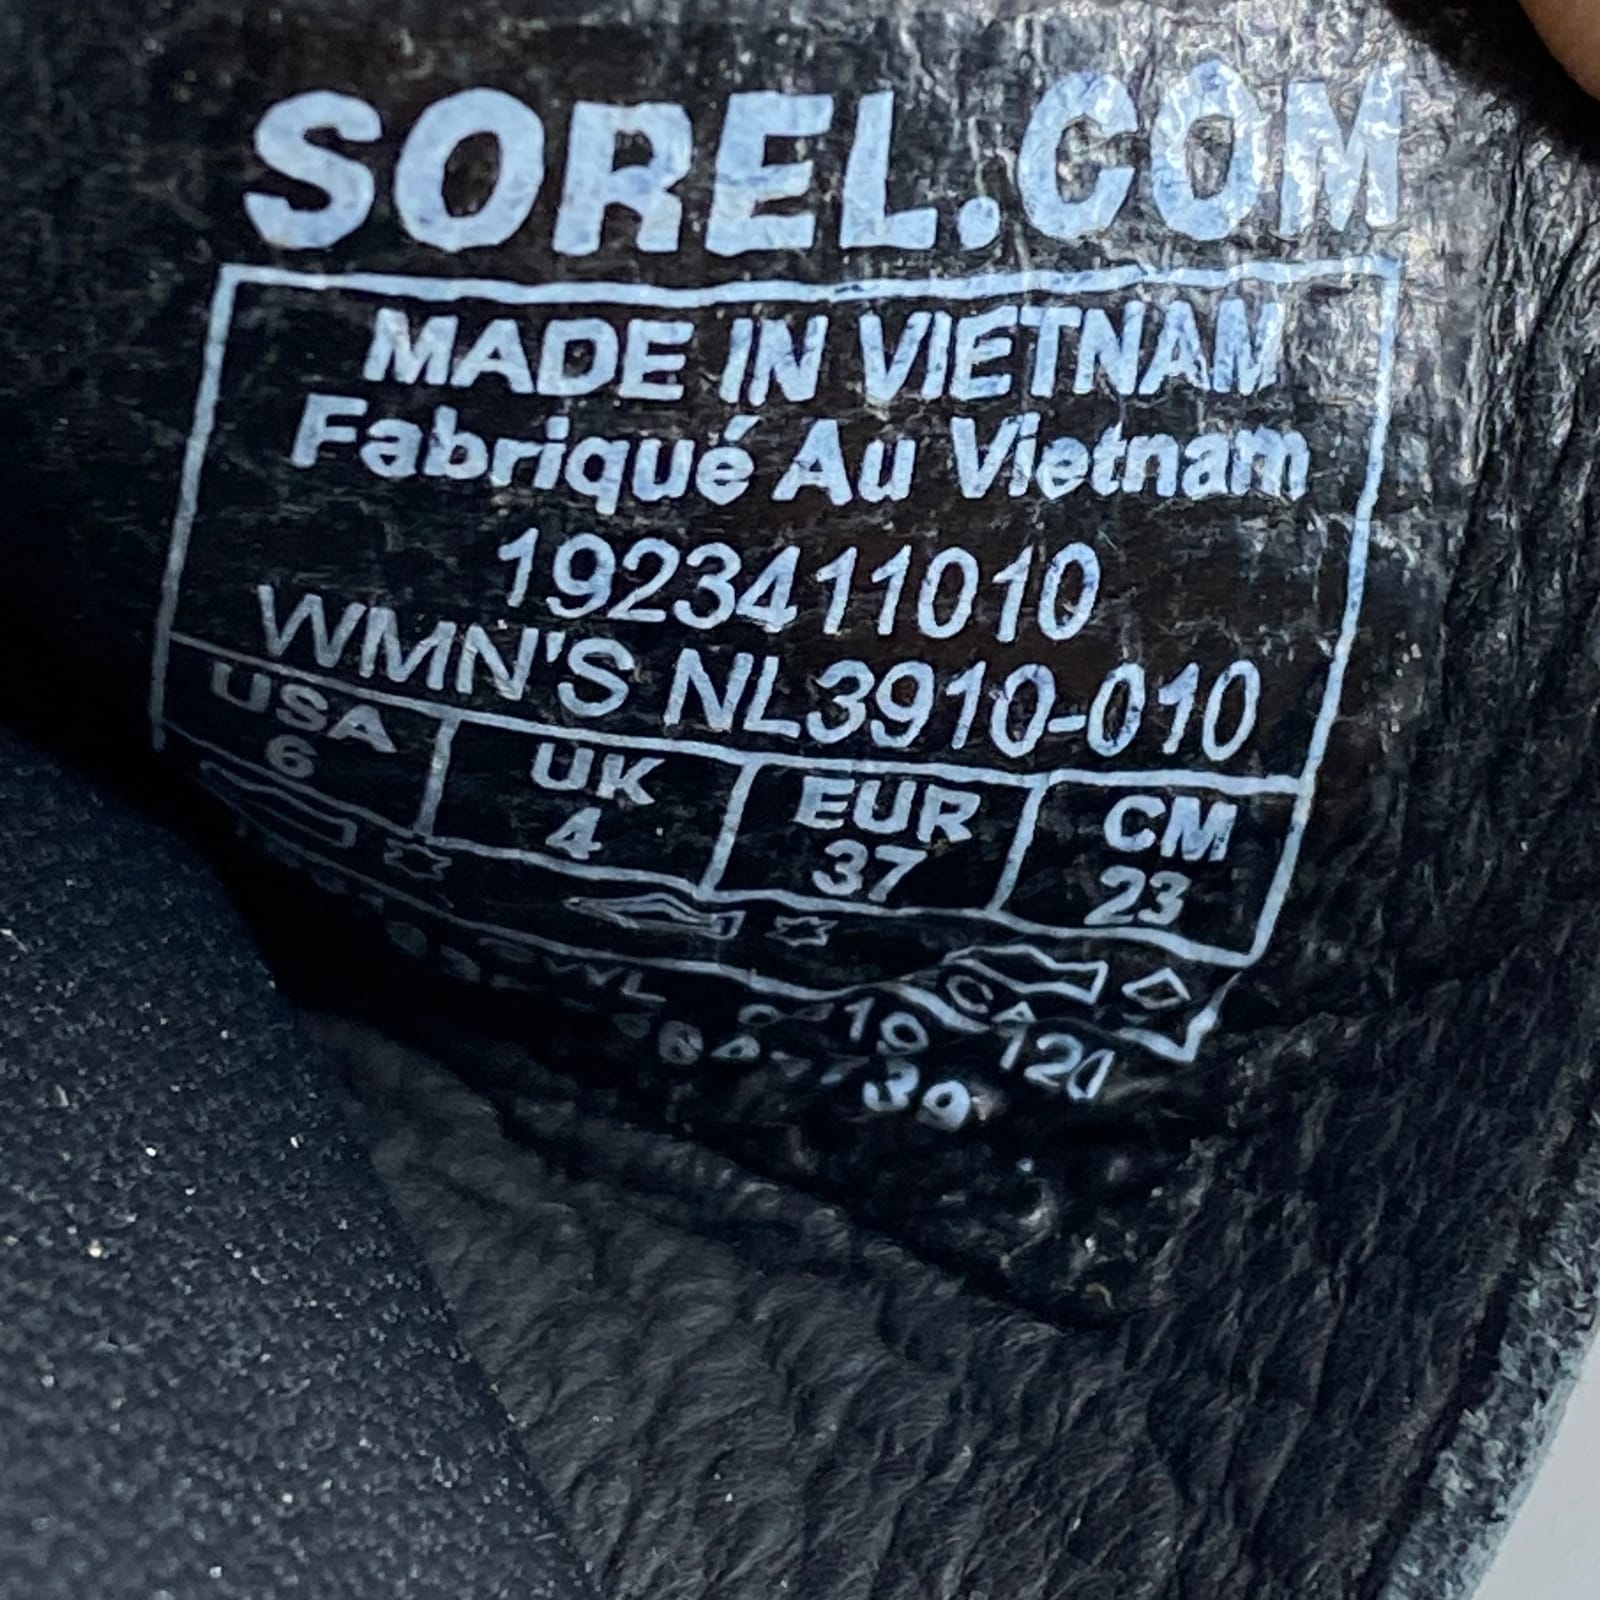 SOREL.COM
MADE IN VIETNAM
Fabriqué Au Vietnam
1923411010
WMN'S NL3910-010
USA UK EUR CM
6 4 37 23